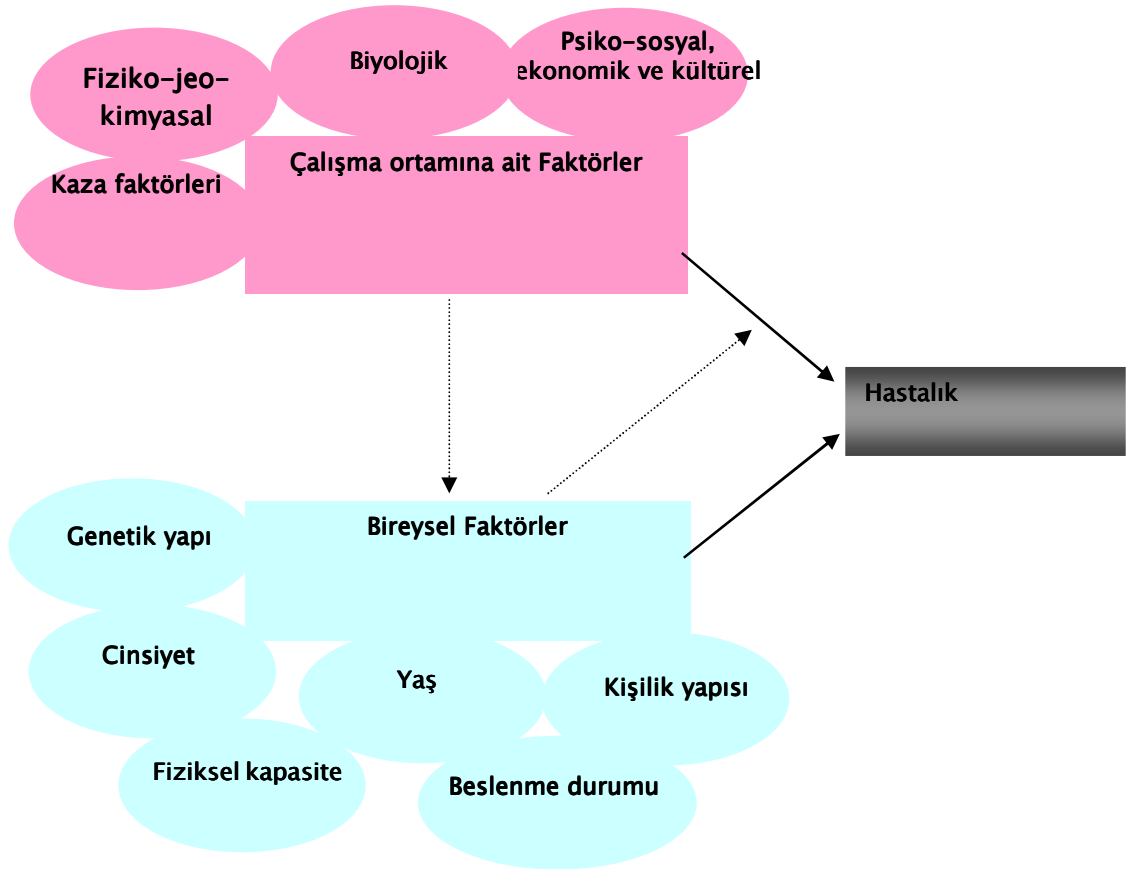 Fiziko-jeo-
kimyasal
Biyolojik
Psiko-sosyal,
ekonomik ve kültürel
Kaza faktörleri
Çalışma ortamına ait Faktörler
Hastalık
Bireysel Faktörler
Genetik yapı
Cinsiyet
Yaş
Kişilik yapısı
Fiziksel kapasite
Beslenme durumu